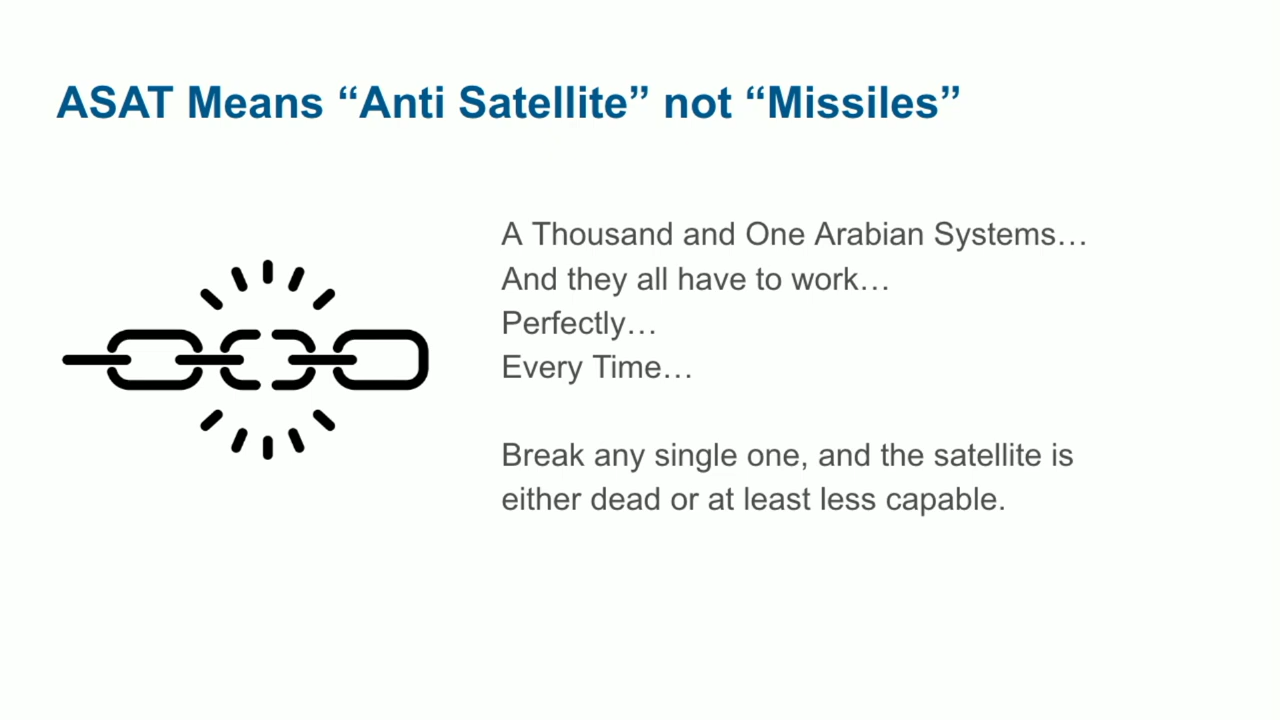 ASAT Means “Anti Satellite” not “Missiles”
A Thousand and One Arabian Systems…
And they all have to work…
Perfectly…
Every Time…
Break any single one, and the satellite is
either dead or at least less capable.